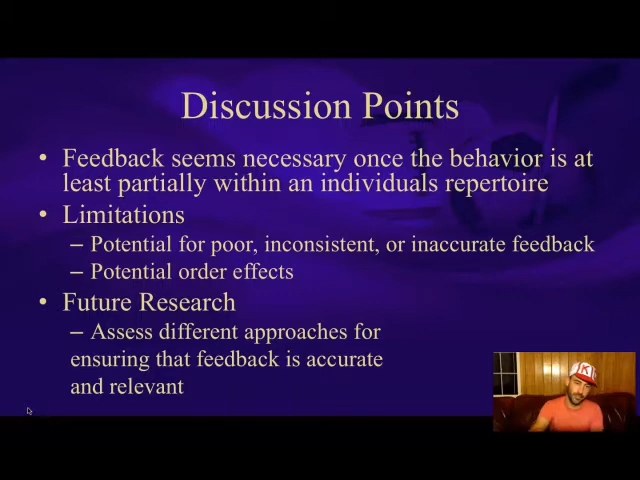 Discussion Points
• Feedback seems necessary once the behavior is at
least partially within an individuals repertoire
• Limitations
– Potential for poor, inconsistent, or inaccurate feedback
– Potential order effects
• Future Research
– Assess different approaches for
ensuring that feedback is accurate
and relevant
K